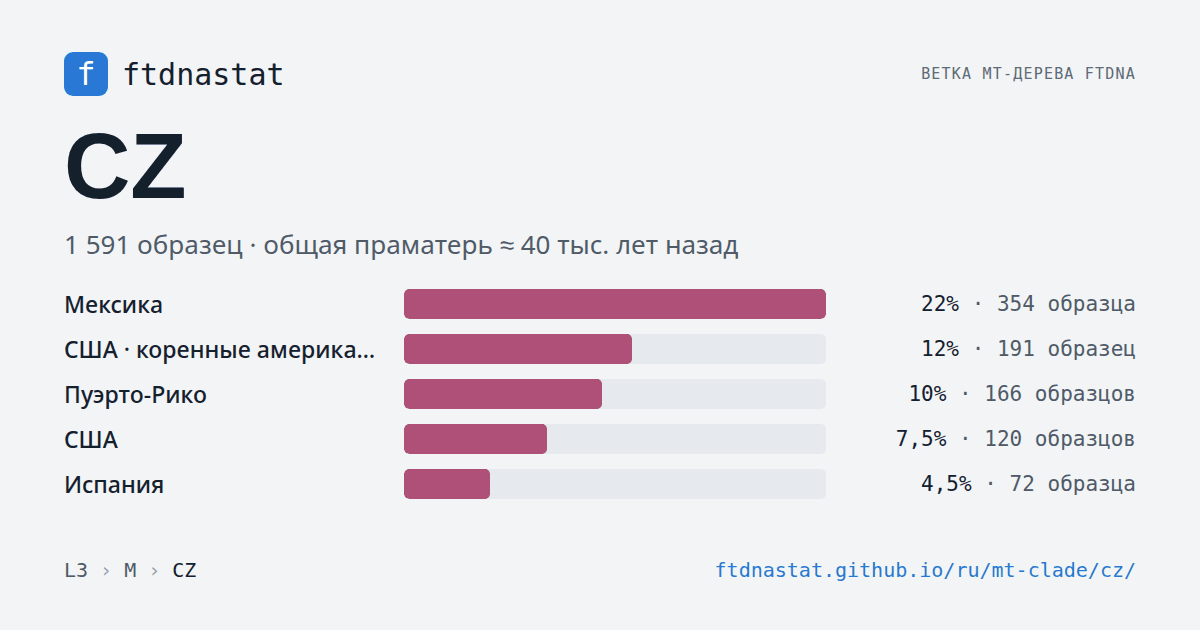 f ftdnastat
ВЕТКА МТ-ДЕРЕВА FTDNA
CZ
1 591 образец · общая праматерь ≈ 40 тыс. лет назад
Мексика 22% · 354 образца
США · коренные америка... 12% · 191 образец
Пуэрто-Рико 10% · 166 образцов
США 7,5% · 120 образцов
Испания 4,5% · 72 образца
L3 › M › CZ
ftdnastat.github.io/ru/mt-clade/cz/